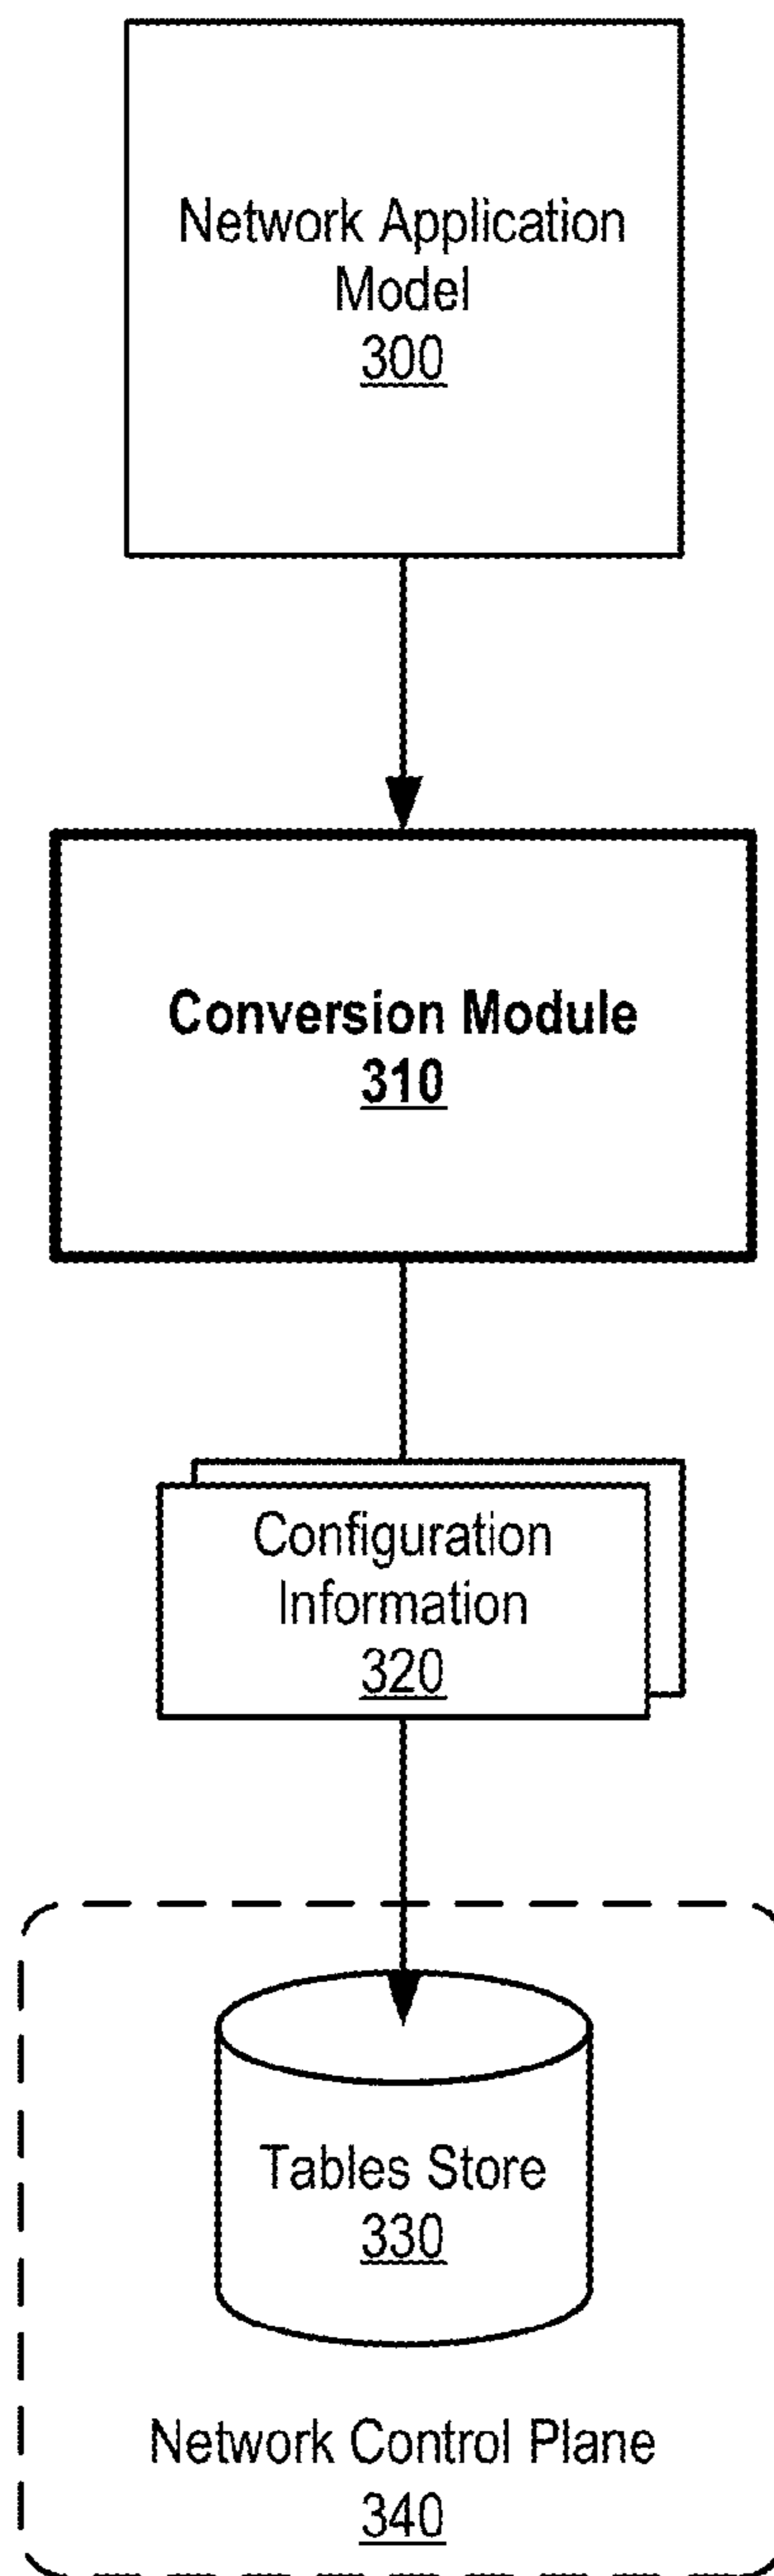 Network Application
Model
300
Conversion Module
310
Configuration
Information
320
Tables Store
330
Network Control Plane
340